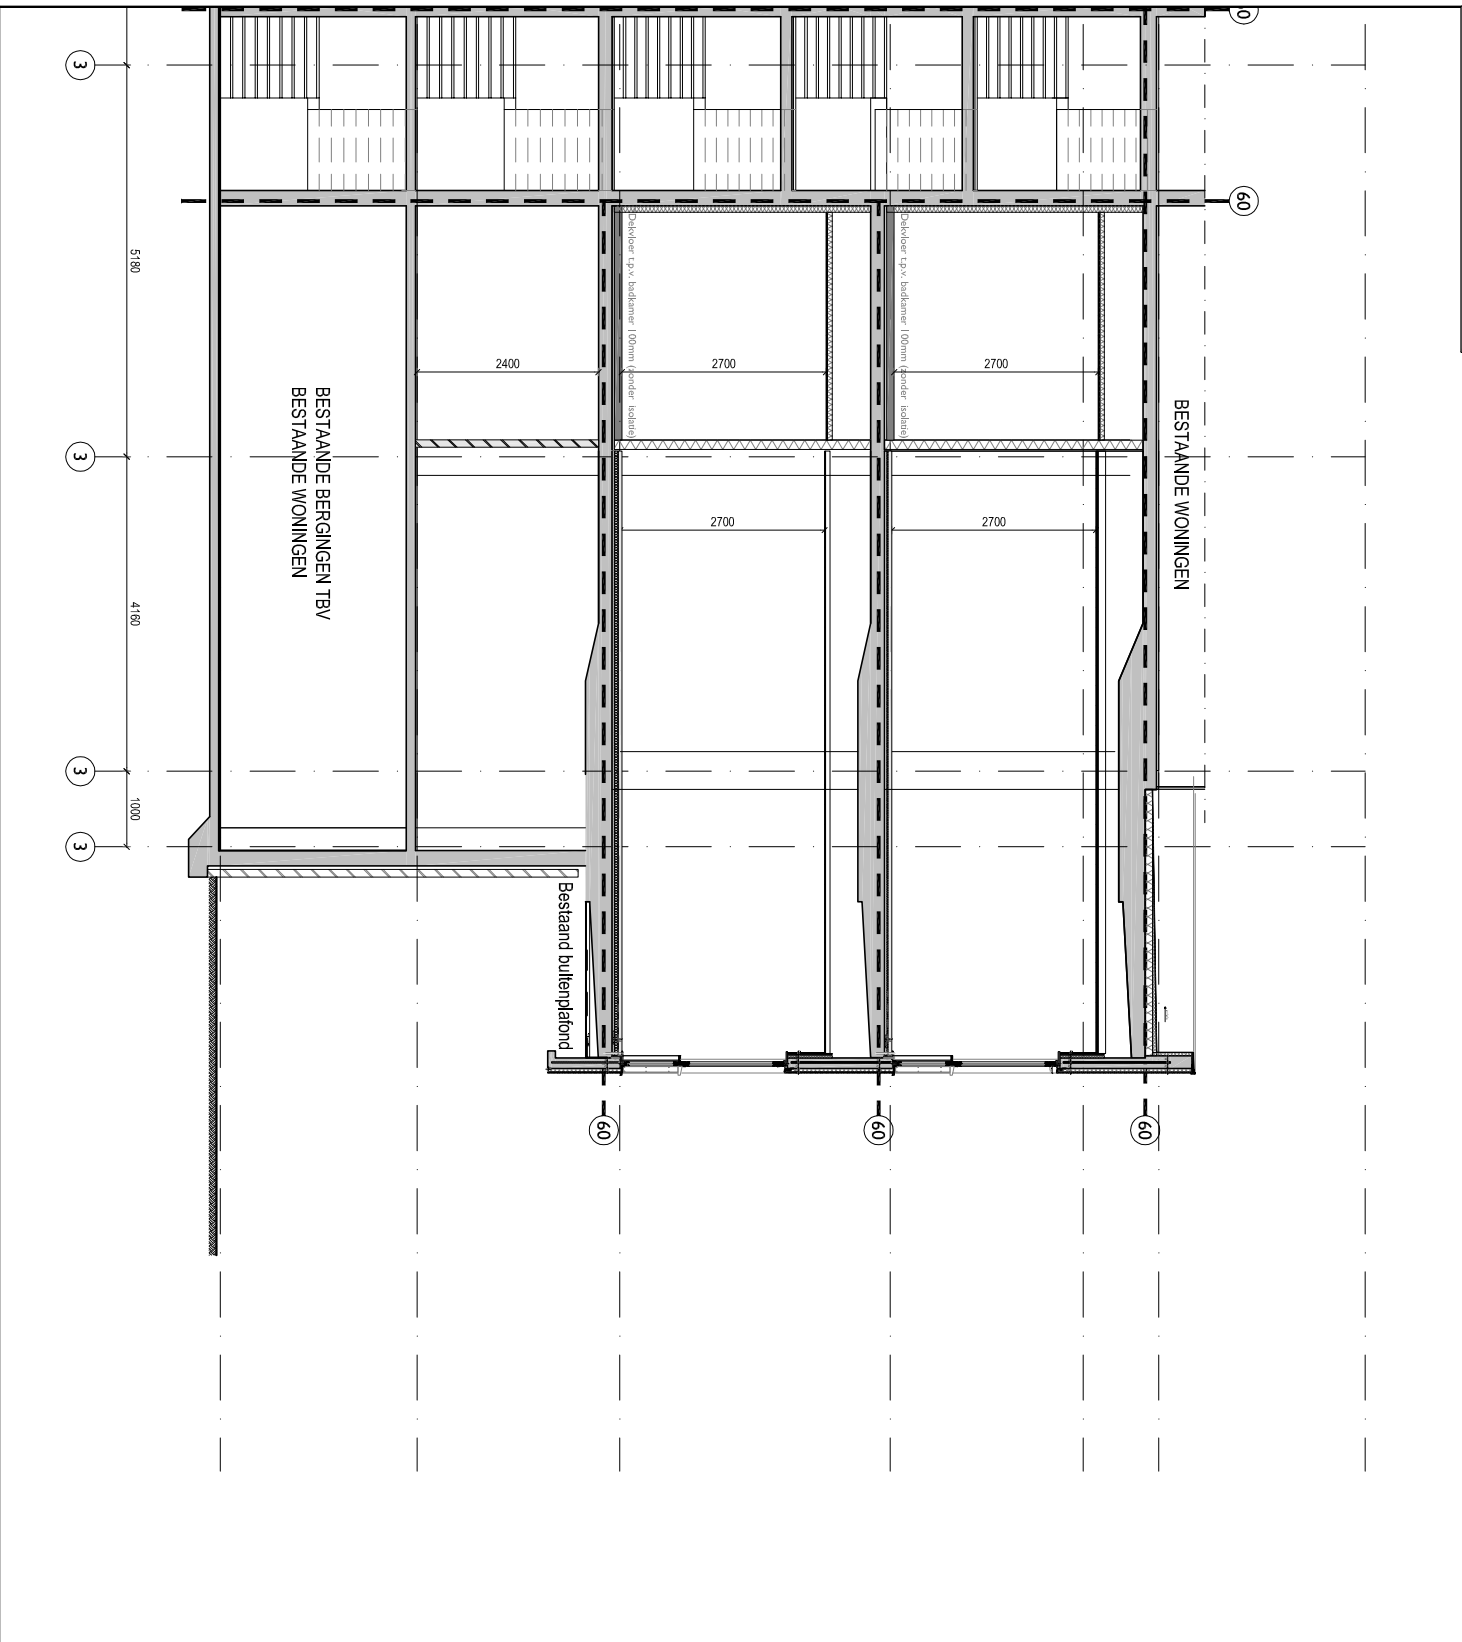 0
3
60
5180
Dekvloer t.p.v. badkamer 100mm (zonder isolatie)
Dekvloer t.p.v. badkamer 100mm (zonder isolatie)
2400
2700
2700
BESTAANDE BERGINGEN TBV
BESTAANDE WONINGEN
BESTAANDE WONINGEN
3
2700
2700
4160
3
1000
3
Bestaand buitenplafond
60
60
60